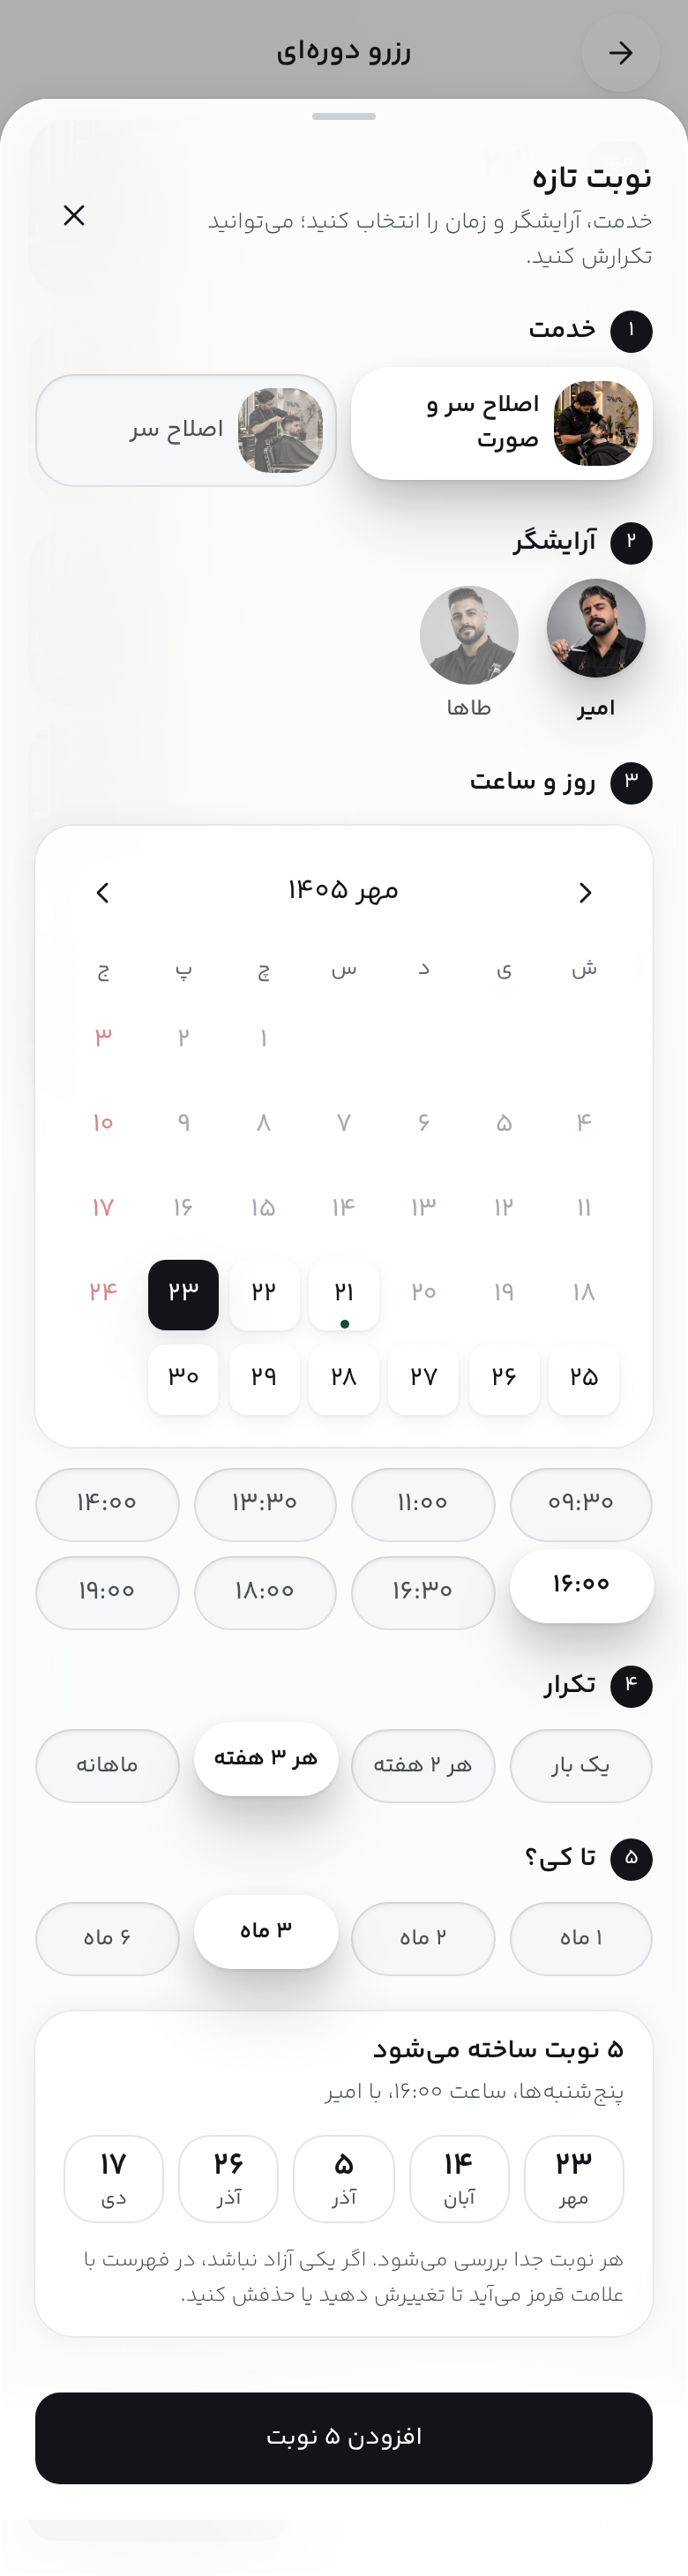 رزرو دوره‌ای
نوبت تازه
خدمت، آرایشگر و زمان را انتخاب کنید؛ می‌توانید
تکرارش کنید.
۱ خدمت
اصلاح سر و
صورت
اصلاح سر
۲ آرایشگر
امیر طاها
۳ روز و ساعت
مهر ۱۴۰۵
ش ی د س چ پ ج
۱ ۲ ۳
۴ ۵ ۶ ۷ ۸ ۹ ۱۰
۱۱ ۱۲ ۱۳ ۱۴ ۱۵ ۱۶ ۱۷
۱۸ ۱۹ ۲۰ ۲۱ ۲۲ ۲۳ ۲۴
۲۵ ۲۶ ۲۷ ۲۸ ۲۹ ۳۰
۰۹:۳۰ ۱۱:۰۰ ۱۳:۳۰ ۱۴:۰۰
۱۶:۰۰ ۱۶:۳۰ ۱۸:۰۰ ۱۹:۰۰
۴ تکرار
یک بار هر ۲ هفته هر ۳ هفته ماهانه
۵ تا کی؟
۱ ماه ۲ ماه ۳ ماه ۶ ماه
۵ نوبت ساخته می‌شود
پنج‌شنبه‌ها، ساعت ۱۶:۰۰، با امیر
۲۳ ۱۴ ۵ ۲۶ ۱۷
مهر آبان آذر آذر دی
هر نوبت جدا بررسی می‌شود. اگر یکی آزاد نباشد، در فهرست با
علامت قرمز می‌آید تا تغییرش دهید یا حذفش کنید.
افزودن ۵ نوبت